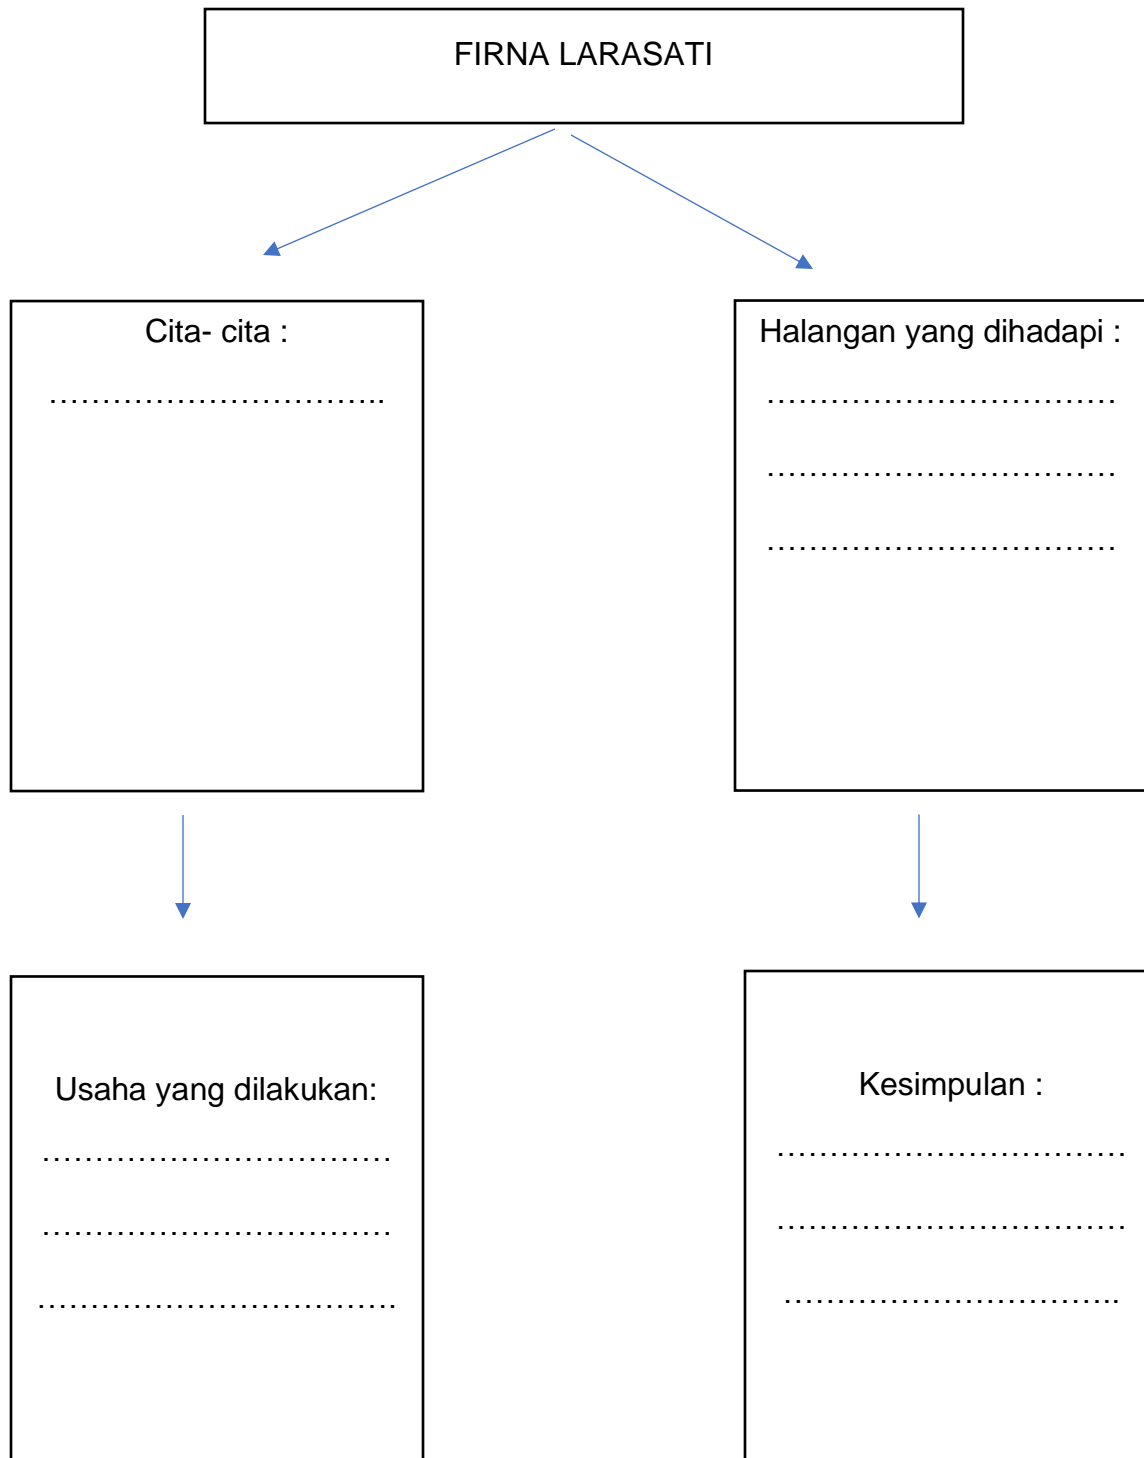 FIRNA LARASATI
Cita- cita :
……………………………..
Halangan yang dihadapi :
……………………………
……………………………
……………………………
Usaha yang dilakukan:
……………………………
……………………………
…………………………….
Kesimpulan :
……………………………
……………………………
…………………………..